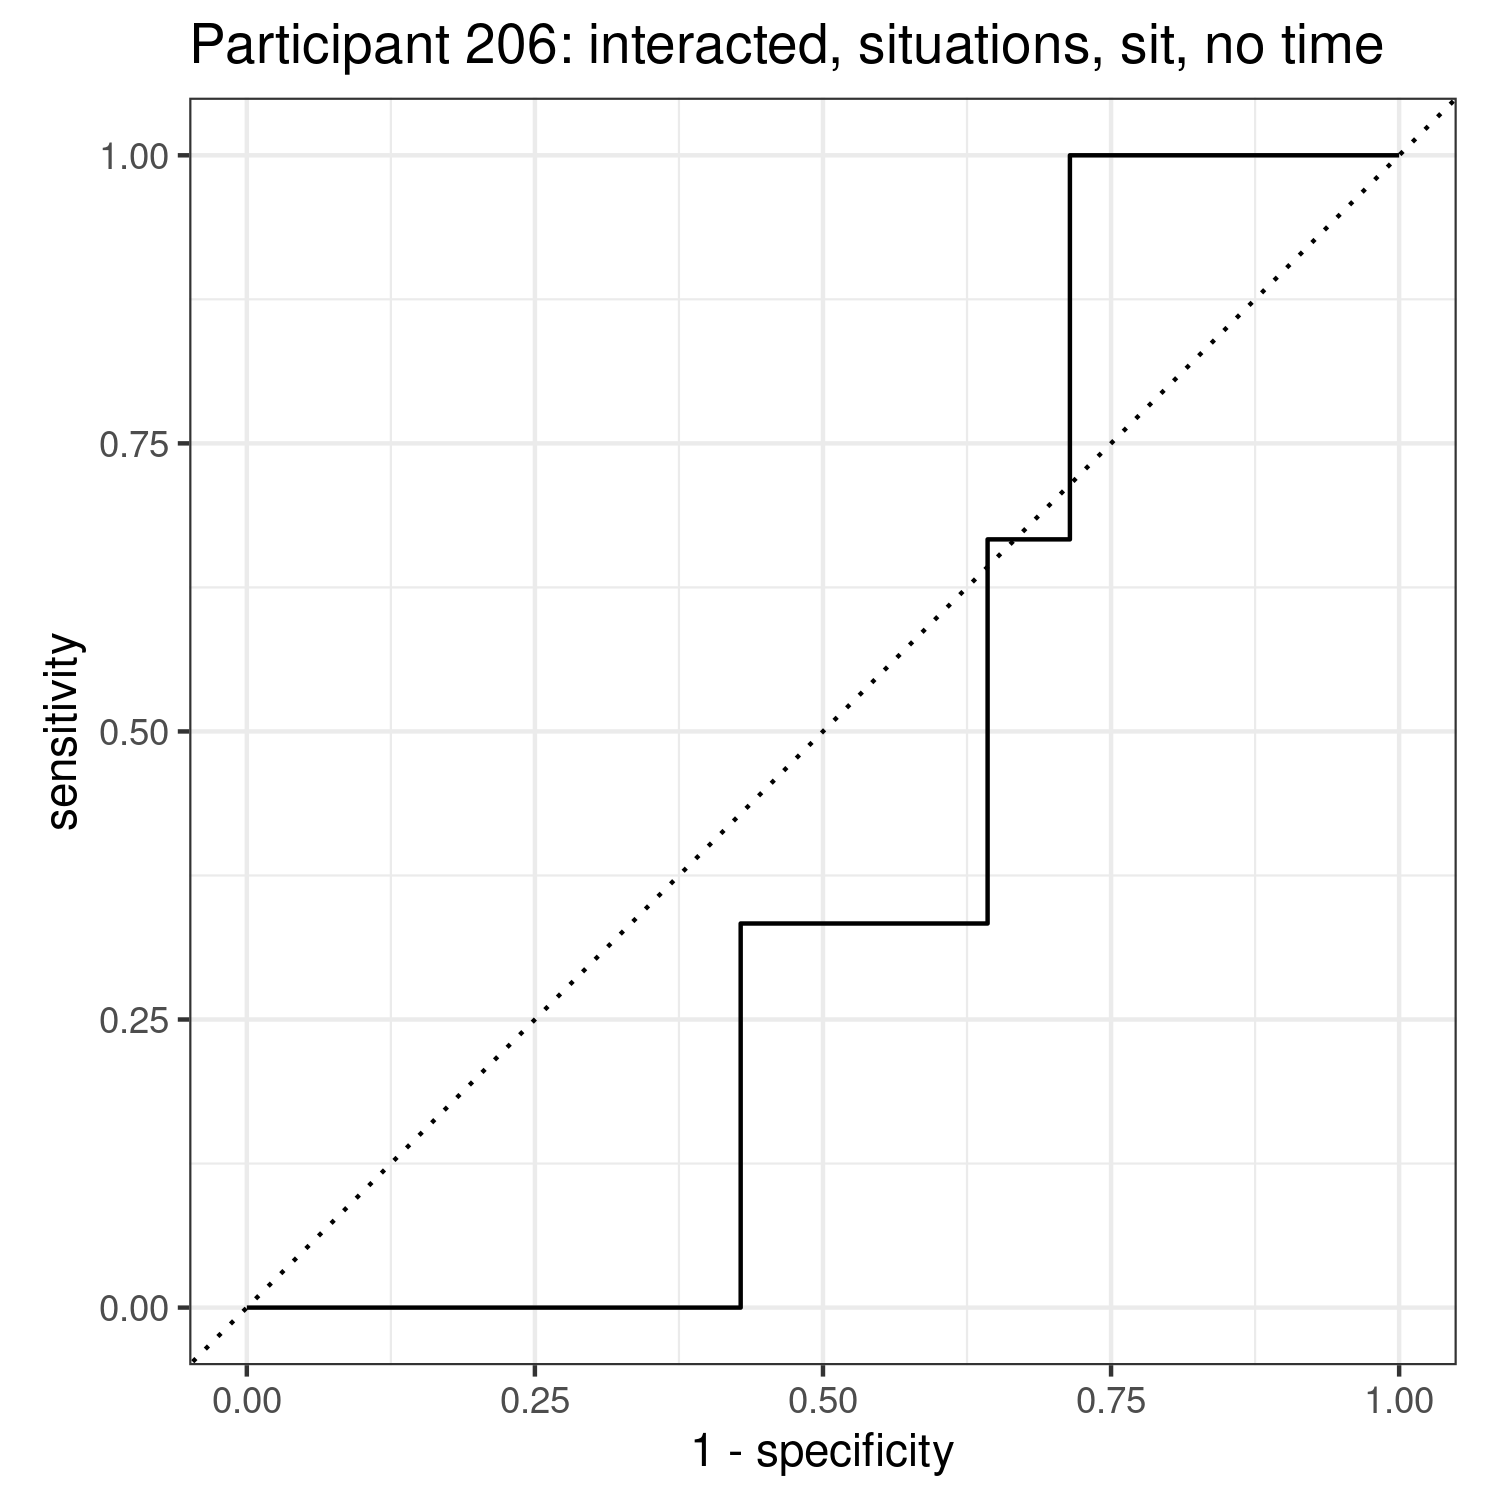 Participant 206: interacted, situations, sit, no time
1.00
0.75
0.50
0.25
0.00
sensitivity
0.00 0.25 0.50 0.75 1.00
1 - specificity